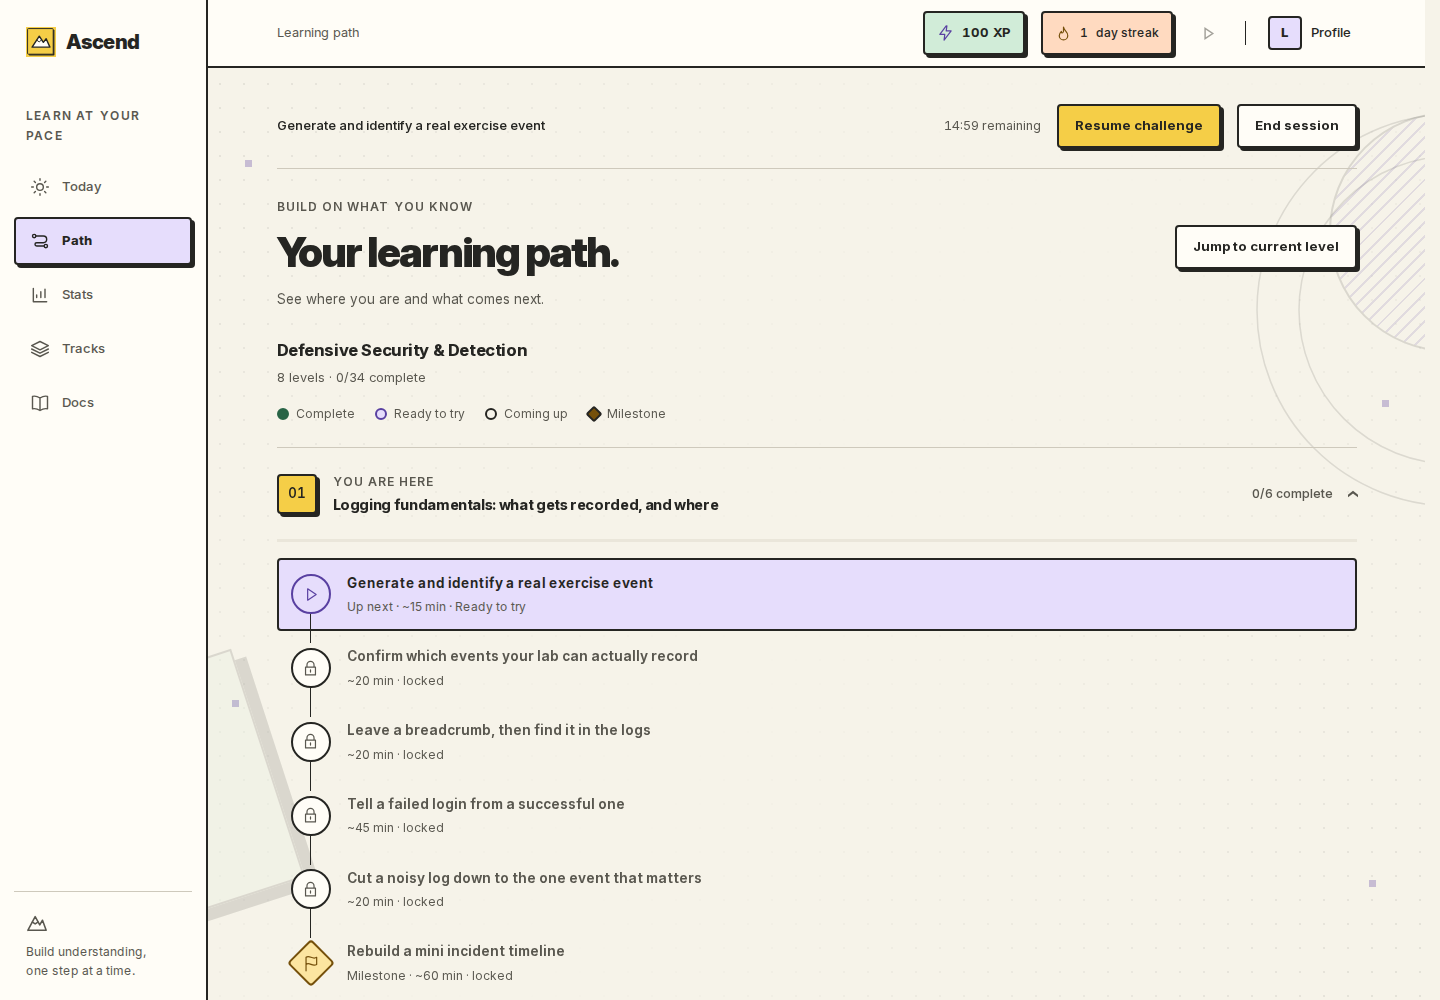 Ascend
LEARN AT YOUR
PACE
Today
Path
Stats
Tracks
Docs
Build understanding,
one step at a time.
Learning path
100 XP
1 day streak
L
Profile
Generate and identify a real exercise event
14:59 remaining
Resume challenge
End session
BUILD ON WHAT YOU KNOW
Your learning path.
Jump to current level
See where you are and what comes next.
Defensive Security & Detection
8 levels · 0/34 complete
Complete
Ready to try
Coming up
Milestone
01
YOU ARE HERE
Logging fundamentals: what gets recorded, and where
0/6 complete
Generate and identify a real exercise event
Up next · ~15 min · Ready to try
Confirm which events your lab can actually record
~20 min · locked
Leave a breadcrumb, then find it in the logs
~20 min · locked
Tell a failed login from a successful one
~45 min · locked
Cut a noisy log down to the one event that matters
~20 min · locked
Rebuild a mini incident timeline
Milestone · ~60 min · locked